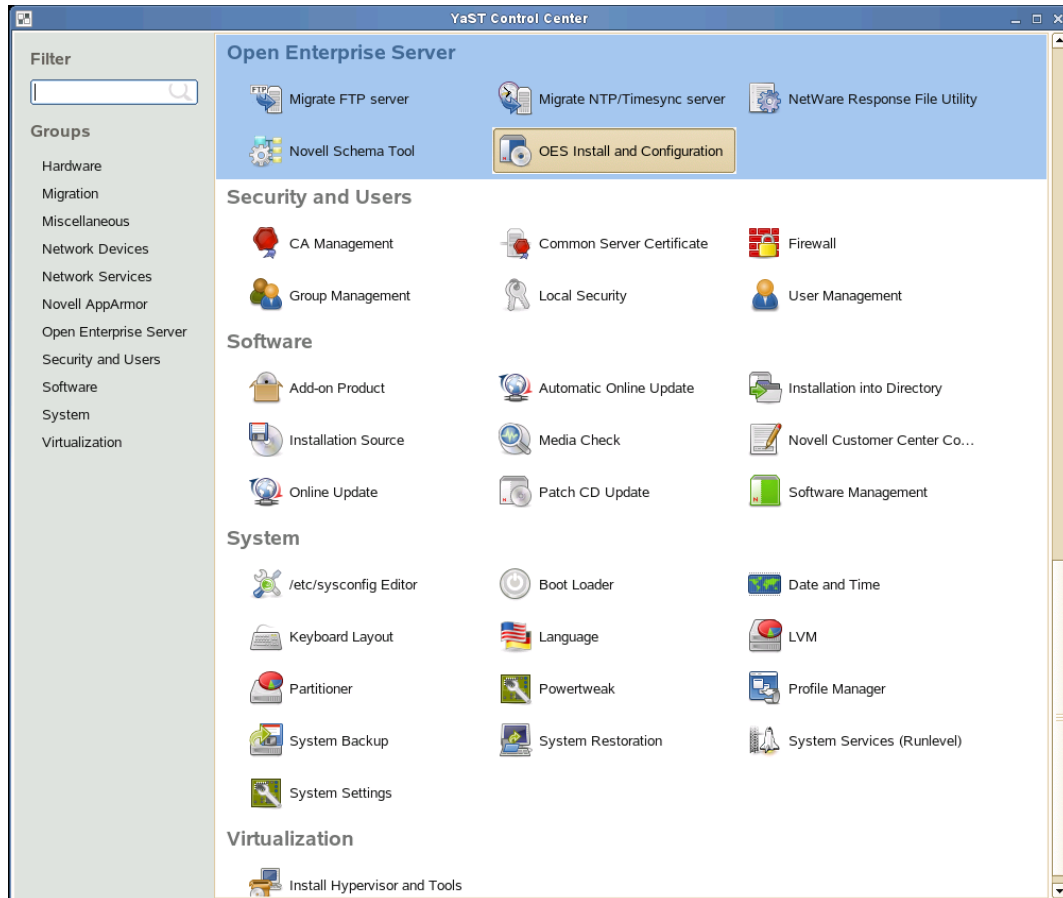 YaST Control Center
Filter
Groups
Hardware
Migration
Miscellaneous
Network Devices
Network Services
Novell AppArmor
Open Enterprise Server
Security and Users
Software
System
Virtualization
Open Enterprise Server
FTP
Migrate FTP server
Migrate NTP/Timesync server
NetWare Response File Utility
Novell Schema Tool
N
OES Install and Configuration
Security and Users
CA Management
Common Server Certificate
Firewall
Group Management
Local Security
User Management
Software
Add-on Product
Automatic Online Update
Installation into Directory
Installation Source
Media Check
Novell Customer Center Co...
Online Update
N
Patch CD Update
N
Software Management
System
/etc/sysconfig Editor
Boot Loader
Date and Time
Keyboard Layout
Language
LVM
Partitioner
Powertweak
Profile Manager
System Backup
System Restoration
System Services (Runlevel)
System Settings
Virtualization
Install Hypervisor and Tools